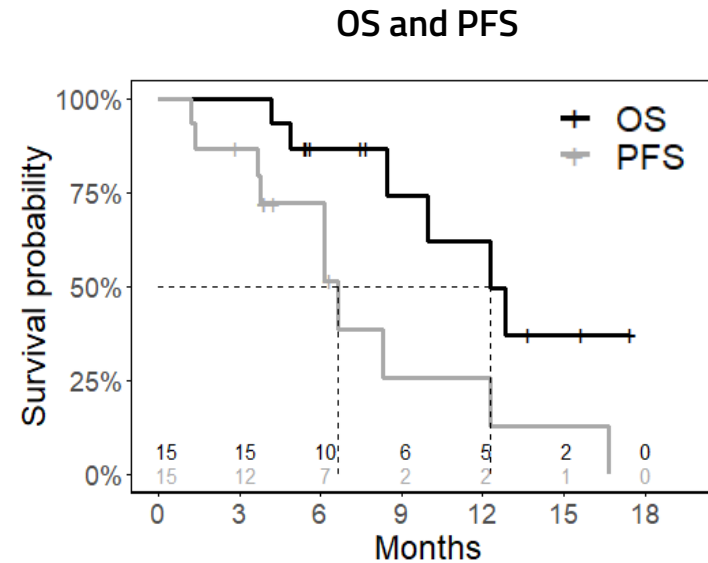 OS and PFS
100%
75%
50%
25%
0%
Survival probability
OS
PFS
15 15 10 6 5 2 0
15 12 7 2 2 1 0
0 3 6 9 12 15 18
Months